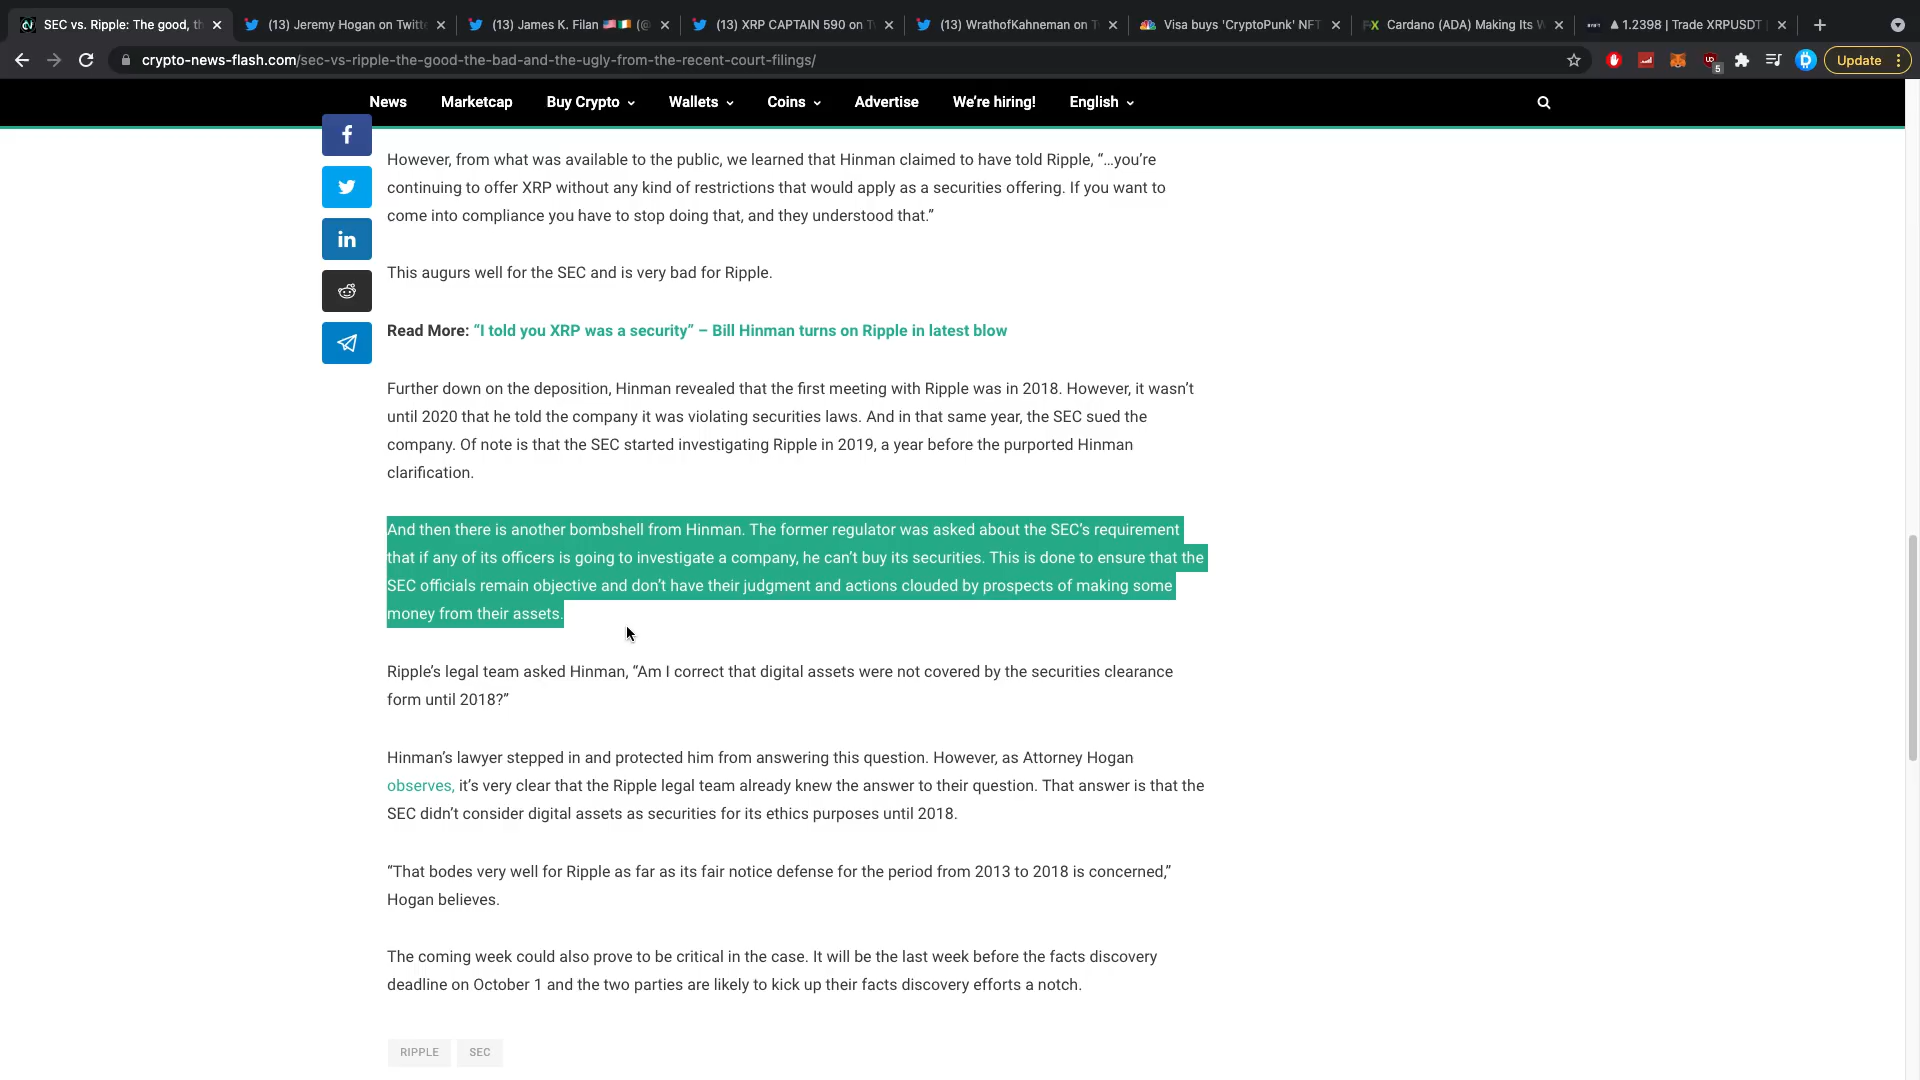 SEC vs. Ripple: The good, th
(13) Jeremy Hogan on Twitte
(13) James K. Filan 🇺🇸🇮🇪 (@
(13) XRP CAPTAIN 590 on Tw
(13) WrathofKahneman on T
Visa buys 'CryptoPunk' NFT
Cardano (ADA) Making Its W
▲ 1.2398 | Trade XRPUSDT |
crypto-news-flash.com/sec-vs-ripple-the-good-the-bad-and-the-ugly-from-the-recent-court-filings/
5
Update
News Marketcap Buy Crypto Wallets Coins Advertise We're hiring! English
However, from what was available to the public, we learned that Hinman claimed to have told Ripple, “…you’re
continuing to offer XRP without any kind of restrictions that would apply as a securities offering. If you want to
come into compliance you have to stop doing that, and they understood that.”
This augurs well for the SEC and is very bad for Ripple.
Read More: “I told you XRP was a security” – Bill Hinman turns on Ripple in latest blow
Further down on the deposition, Hinman revealed that the first meeting with Ripple was in 2018. However, it wasn’t
until 2020 that he told the company it was violating securities laws. And in that same year, the SEC sued the
company. Of note is that the SEC started investigating Ripple in 2019, a year before the purported Hinman
clarification.
And then there is another bombshell from Hinman. The former regulator was asked about the SEC’s requirement
that if any of its officers is going to investigate a company, he can’t buy its securities. This is done to ensure that the
SEC officials remain objective and don’t have their judgment and actions clouded by prospects of making some
money from their assets.
Ripple’s legal team asked Hinman, “Am I correct that digital assets were not covered by the securities clearance
form until 2018?”
Hinman’s lawyer stepped in and protected him from answering this question. However, as Attorney Hogan
observes, it’s very clear that the Ripple legal team already knew the answer to their question. That answer is that the
SEC didn’t consider digital assets as securities for its ethics purposes until 2018.
“That bodes very well for Ripple as far as its fair notice defense for the period from 2013 to 2018 is concerned,”
Hogan believes.
The coming week could also prove to be critical in the case. It will be the last week before the facts discovery
deadline on October 1 and the two parties are likely to kick up their facts discovery efforts a notch.
RIPPLE SEC